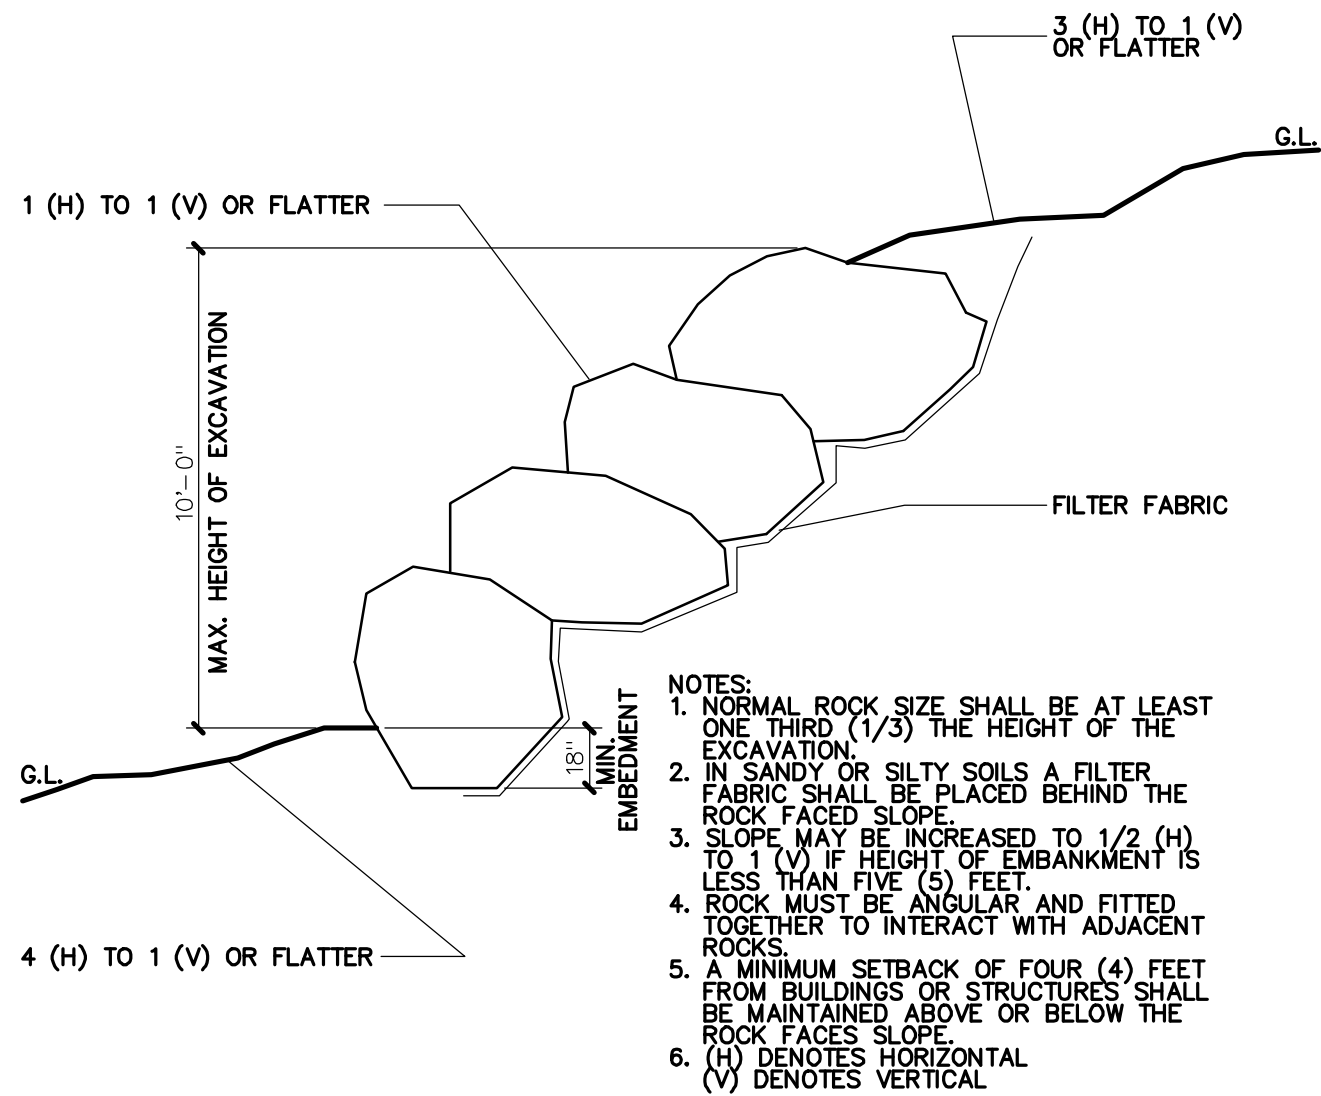 3 (H) TO 1 (V)
OR FLATTER
G.L.
1 (H) TO 1 (V) OR FLATTER
10'-0"
MAX. HEIGHT OF EXCAVATION
FILTER FABRIC
18"
MIN.
EMBEDMENT
G.L.
4 (H) TO 1 (V) OR FLATTER
NOTES:
1. NORMAL ROCK SIZE SHALL BE AT LEAST
ONE THIRD (1/3) THE HEIGHT OF THE
EXCAVATION.
2. IN SANDY OR SILTY SOILS A FILTER
FABRIC SHALL BE PLACED BEHIND THE
ROCK FACED SLOPE.
3. SLOPE MAY BE INCREASED TO 1/2 (H)
TO 1 (V) IF HEIGHT OF EMBANKMENT IS
LESS THAN FIVE (5) FEET.
4. ROCK MUST BE ANGULAR AND FITTED
TOGETHER TO INTERACT WITH ADJACENT
ROCKS.
5. A MINIMUM SETBACK OF FOUR (4) FEET
FROM BUILDINGS OR STRUCTURES SHALL
BE MAINTAINED ABOVE OR BELOW THE
ROCK FACES SLOPE.
6. (H) DENOTES HORIZONTAL
(V) DENOTES VERTICAL